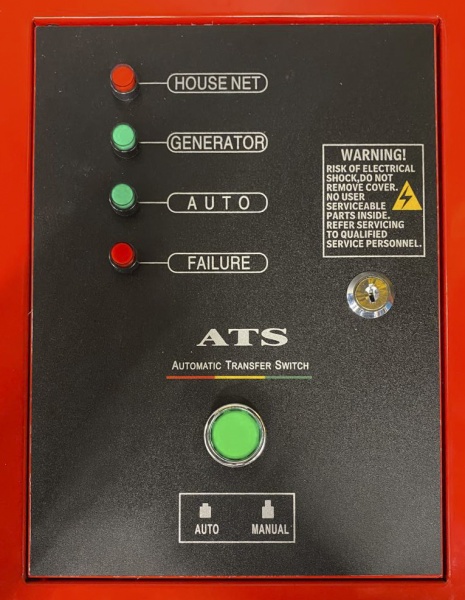 HOUSE NET
GENERATOR
AUTO
FAILURE
WARNING!
RISK OF ELECTRICAL
SHOCK,DO NOT
REMOVE COVER.
NO USER
SERVICEABLE
PARTS INSIDE.
REFER SERVICING
TO QUALIFIED
SERVICE PERSONNEL.
ATS
AUTOMATIC TRANSFER SWITCH
AUTO MANUAL